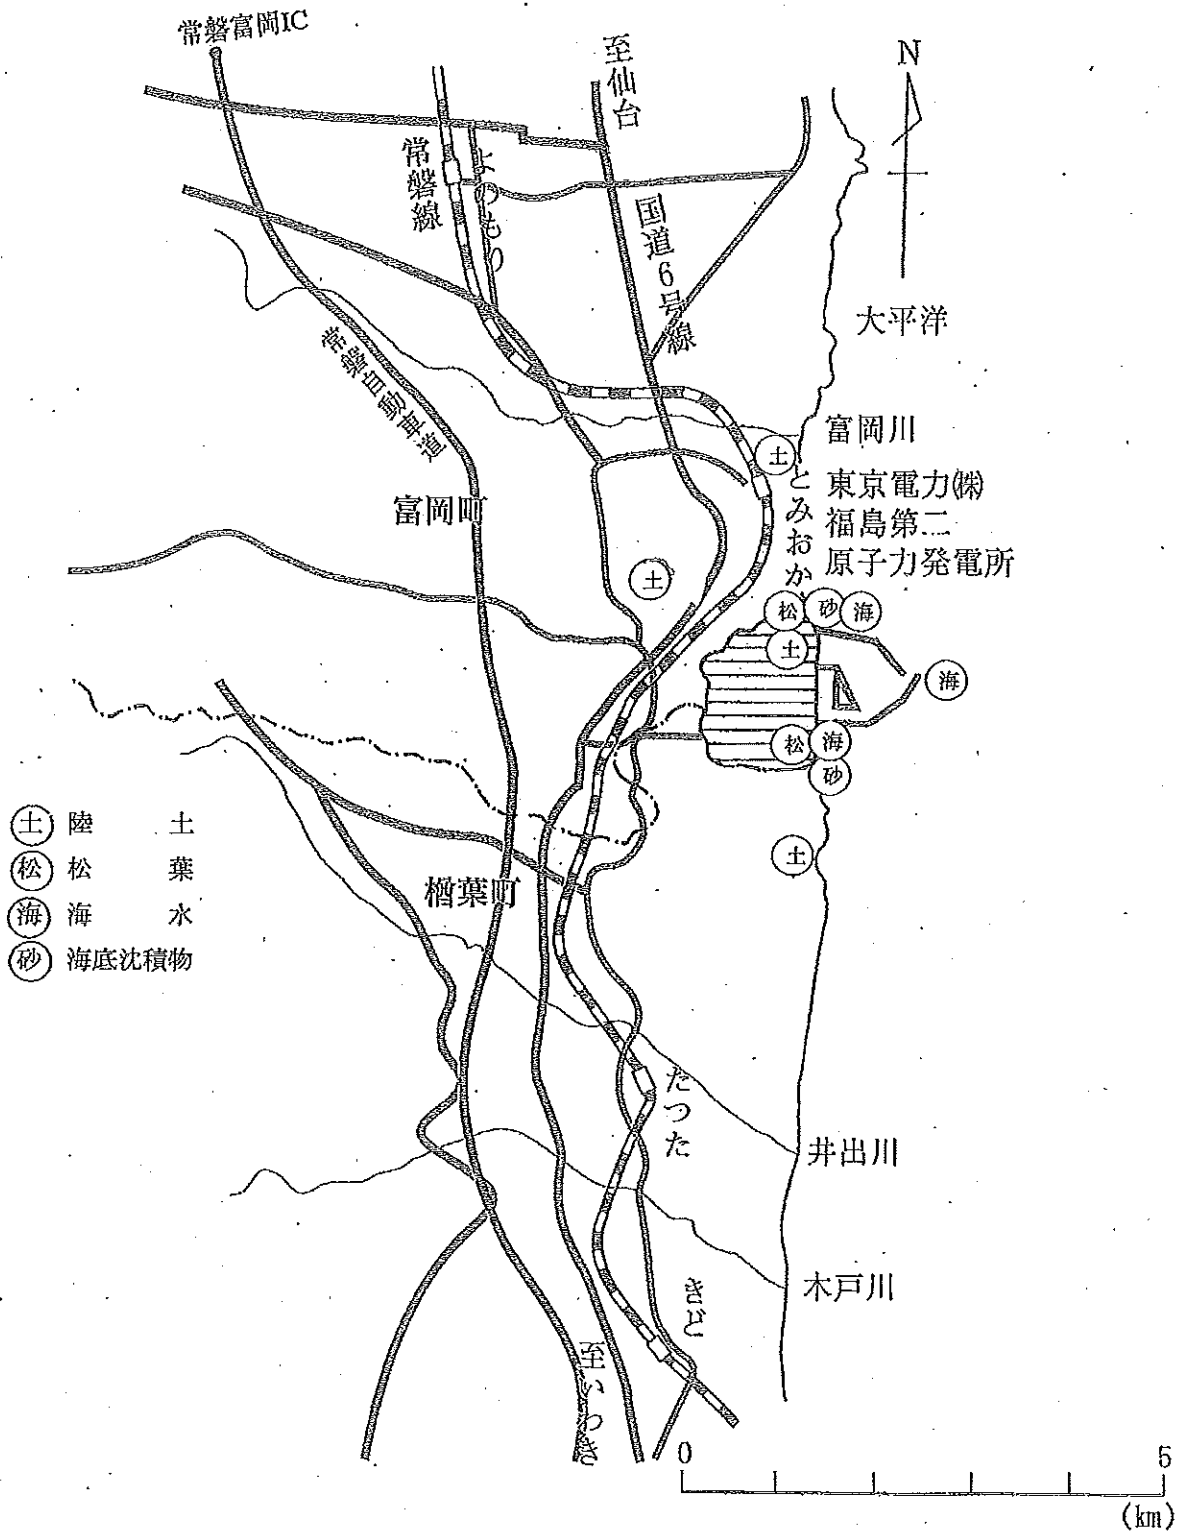 常磐富岡IC
至仙台
N
常磐線
よのもり
国道6号線
大平洋
常磐自動車道
富岡川
土
とみおか
東京電力(株)
福島第二
原子力発電所
富岡町
土
松
砂
海
土
海
松
海
砂
土 陸土
松 松葉
海 海水
砂 海底沈積物
土
楢葉町
たつた
井出川
木戸川
きど
至いわき
0
5
(km)